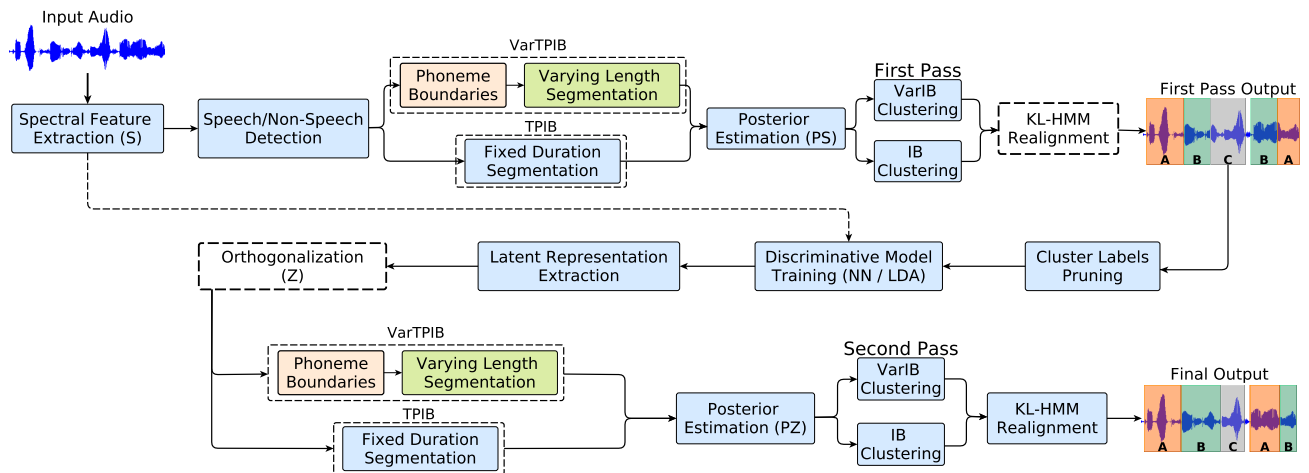 Input Audio
Spectral Feature
Extraction (S)
Speech/Non-Speech
Detection
VarTPIB
Phoneme
Boundaries
Varying Length
Segmentation
TPIB
Fixed Duration
Segmentation
Posterior
Estimation (PS)
First Pass
VarIB
Clustering
IB
Clustering
KL-HMM
Realignment
First Pass Output
A B C B A
Orthogonalization
(Z)
Latent Representation
Extraction
Discriminative Model
Training (NN / LDA)
Cluster Labels
Pruning
VarTPIB
Phoneme
Boundaries
Varying Length
Segmentation
TPIB
Fixed Duration
Segmentation
Posterior
Estimation (PZ)
Second Pass
VarIB
Clustering
IB
Clustering
KL-HMM
Realignment
Final Output
A B C A B